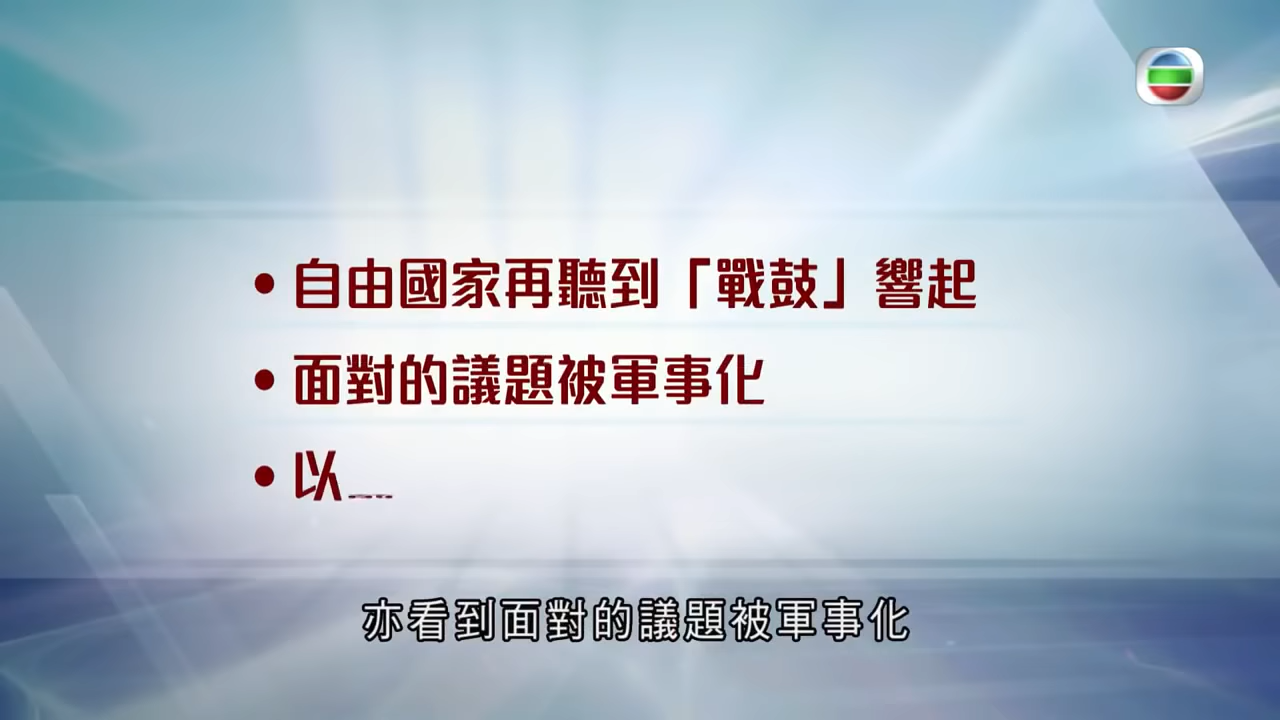 • 自由國家再聽到「戰鼓」響起
• 面對的議題被軍事化
• 以
亦看到面對的議題被軍事化